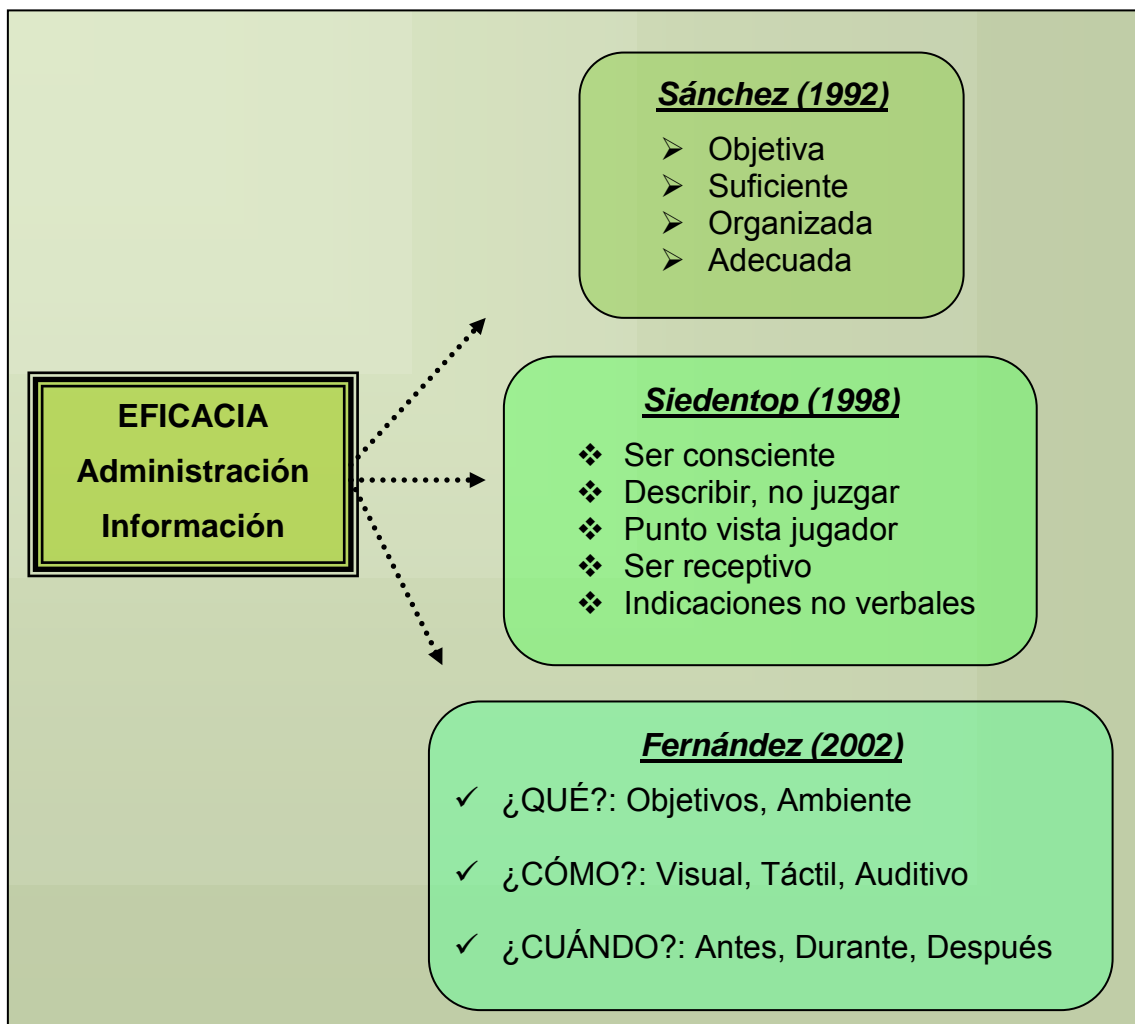 Sánchez (1992)
➢ Objetiva
➢ Suficiente
➢ Organizada
➢ Adecuada
EFICACIA
Administración
Información
Siedentop (1998)
❖ Ser consciente
❖ Describir, no juzgar
❖ Punto vista jugador
❖ Ser receptivo
❖ Indicaciones no verbales
Fernández (2002)
✓ ¿QUÉ?: Objetivos, Ambiente
✓ ¿CÓMO?: Visual, Táctil, Auditivo
✓ ¿CUÁNDO?: Antes, Durante, Después